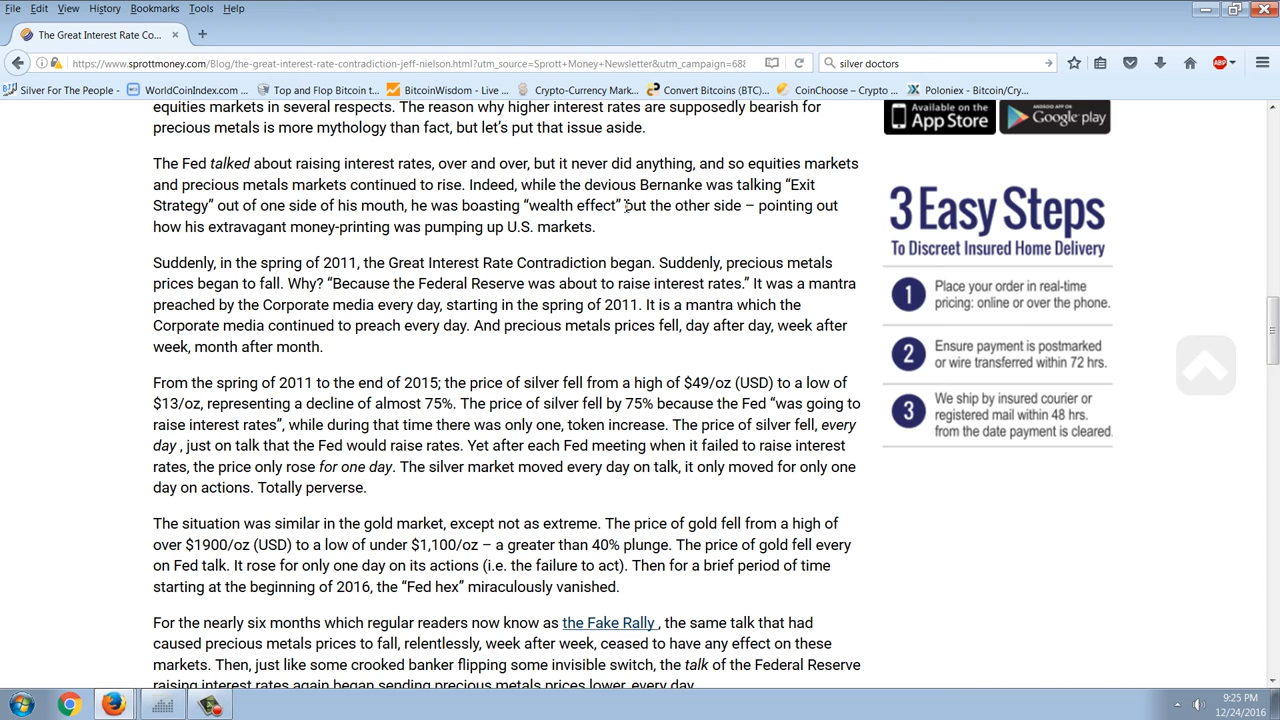 File Edit View History Bookmarks Tools Help
The Great Interest Rate Co...
https://www.sprottmoney.com/Blog/the-great-interest-rate-contradiction-jeff-nielson.html?utm_source=Sprott+Money+Newsletter&utm_campaign=688
silver doctors
Silver For The People - WorldCoinIndex.com ... Top and Flop Bitcoin t... BitcoinWisdom - Live ... Crypto-Currency Mark... Convert Bitcoins (BTC)... CoinChoose – Crypto ... Poloniex - Bitcoin/Cry...
equities markets in several respects. The reason why higher interest rates are supposedly bearish for
precious metals is more mythology than fact, but let's put that issue aside.
The Fed talked about raising interest rates, over and over, but it never did anything, and so equities markets
and precious metals markets continued to rise. Indeed, while the devious Bernanke was talking “Exit
Strategy” out of one side of his mouth, he was boasting “wealth effect” out the other side – pointing out
how his extravagant money-printing was pumping up U.S. markets.
Suddenly, in the spring of 2011, the Great Interest Rate Contradiction began. Suddenly, precious metals
prices began to fall. Why? “Because the Federal Reserve was about to raise interest rates.” It was a mantra
preached by the Corporate media every day, starting in the spring of 2011. It is a mantra which the
Corporate media continued to preach every day. And precious metals prices fell, day after day, week after
week, month after month.
From the spring of 2011 to the end of 2015; the price of silver fell from a high of $49/oz (USD) to a low of
$13/oz, representing a decline of almost 75%. The price of silver fell by 75% because the Fed “was going to
raise interest rates”, while during that time there was only one, token increase. The price of silver fell, every
day , just on talk that the Fed would raise rates. Yet after each Fed meeting when it failed to raise interest
rates, the price only rose for one day. The silver market moved every day on talk, it only moved for only one
day on actions. Totally perverse.
The situation was similar in the gold market, except not as extreme. The price of gold fell from a high of
over $1900/oz (USD) to a low of under $1,100/oz – a greater than 40% plunge. The price of gold fell every
on Fed talk. It rose for only one day on its actions (i.e. the failure to act). Then for a brief period of time
starting at the beginning of 2016, the “Fed hex” miraculously vanished.
For the nearly six months which regular readers now know as the Fake Rally , the same talk that had
caused precious metals prices to fall, relentlessly, week after week, ceased to have any effect on these
markets. Then, just like some crooked banker flipping some invisible switch, the talk of the Federal Reserve
raising interest rates again began sending precious metals prices lower, every day.
Available on the
App Store
ANDROID APP ON
Google play
3 Easy Steps
To Discreet Insured Home Delivery
1
Place your order in real-time
pricing: online or over the phone.
2
Ensure payment is postmarked
or wire transferred within 72 hrs.
3
We ship by insured courier or
registered mail within 48 hrs.
from the date payment is cleared.
ABP
9:25 PM
12/24/2016